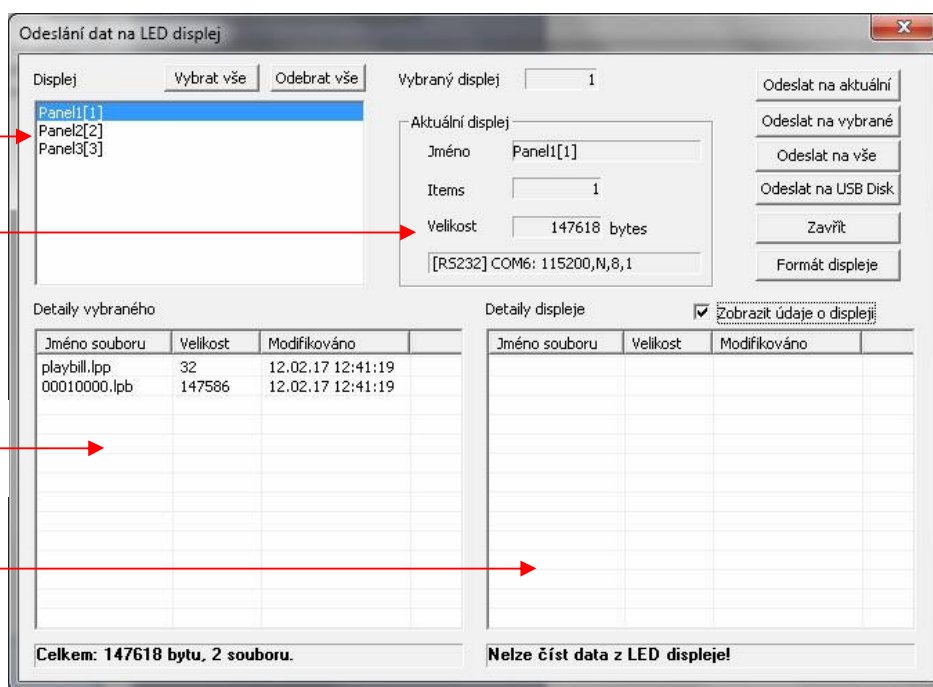 Odeslání dat na LED displej
Displej
Vybrat vše
Odebrat vše
Panel1[1]
Panel2[2]
Panel3[3]
Vybraný displej 1
Aktuální displej
Jméno Panel1[1]
Items 1
Velikost 147618 bytes
[RS232] COM6: 115200,N,8,1
Odeslat na aktuální
Odeslat na vybrané
Odeslat na vše
Odeslat na USB Disk
Zavřít
Formát displeje
Detaily vybraného
Jméno souboru Velikost Modifikováno
playbill.lpp 32 12.02.17 12:41:19
00010000.lpb 147586 12.02.17 12:41:19
Celkem: 147618 bytu, 2 souboru.
Detaily displeje
Zobrazit údaje o displeji
Jméno souboru Velikost Modifikováno
Nelze číst data z LED displeje!